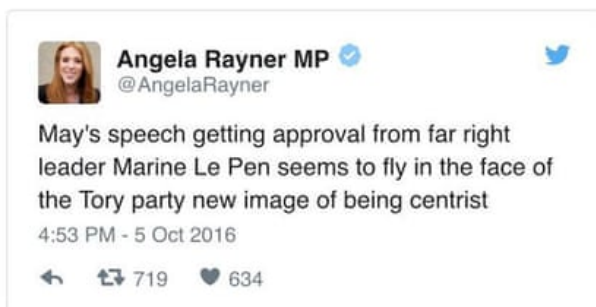 Angela Rayner MP
@AngelaRayner
May's speech getting approval from far right
leader Marine Le Pen seems to fly in the face of
the Tory party new image of being centrist
4:53 PM - 5 Oct 2016
719 634